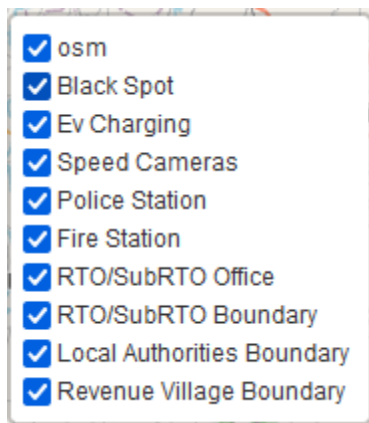 osm
Black Spot
Ev Charging
Speed Cameras
Police Station
Fire Station
RTO/SubRTO Office
RTO/SubRTO Boundary
Local Authorities Boundary
Revenue Village Boundary